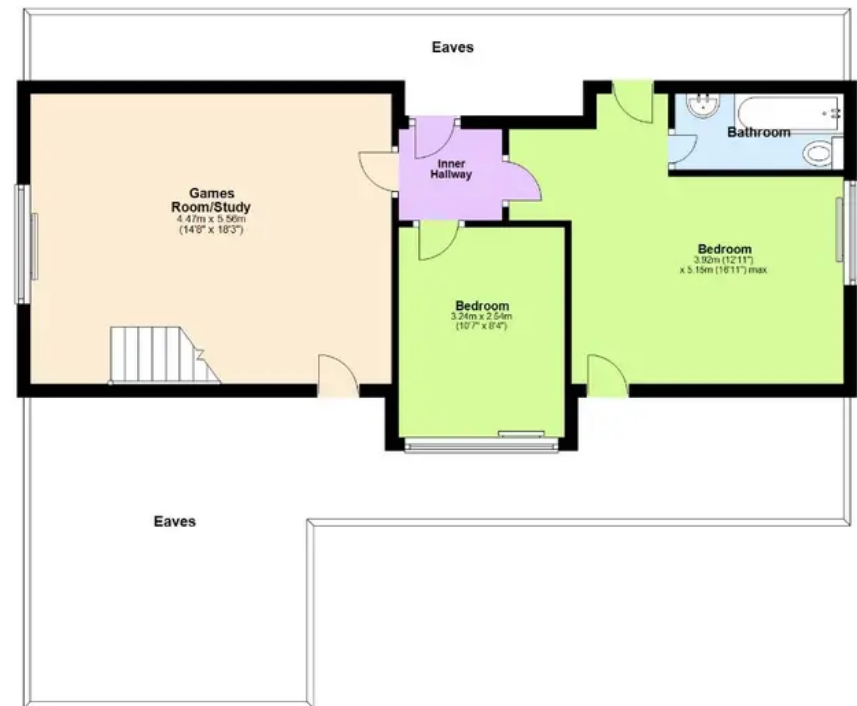 Eaves
Bathroom
Inner
Hallway
Games
Room/Study
4.47m x 5.56m
(14'8" x 18'3")
Bedroom
3.92m (12'11")
x 5.15m (16'11") max
Bedroom
3.24m x 2.54m
(10'7" x 8'4")
Eaves